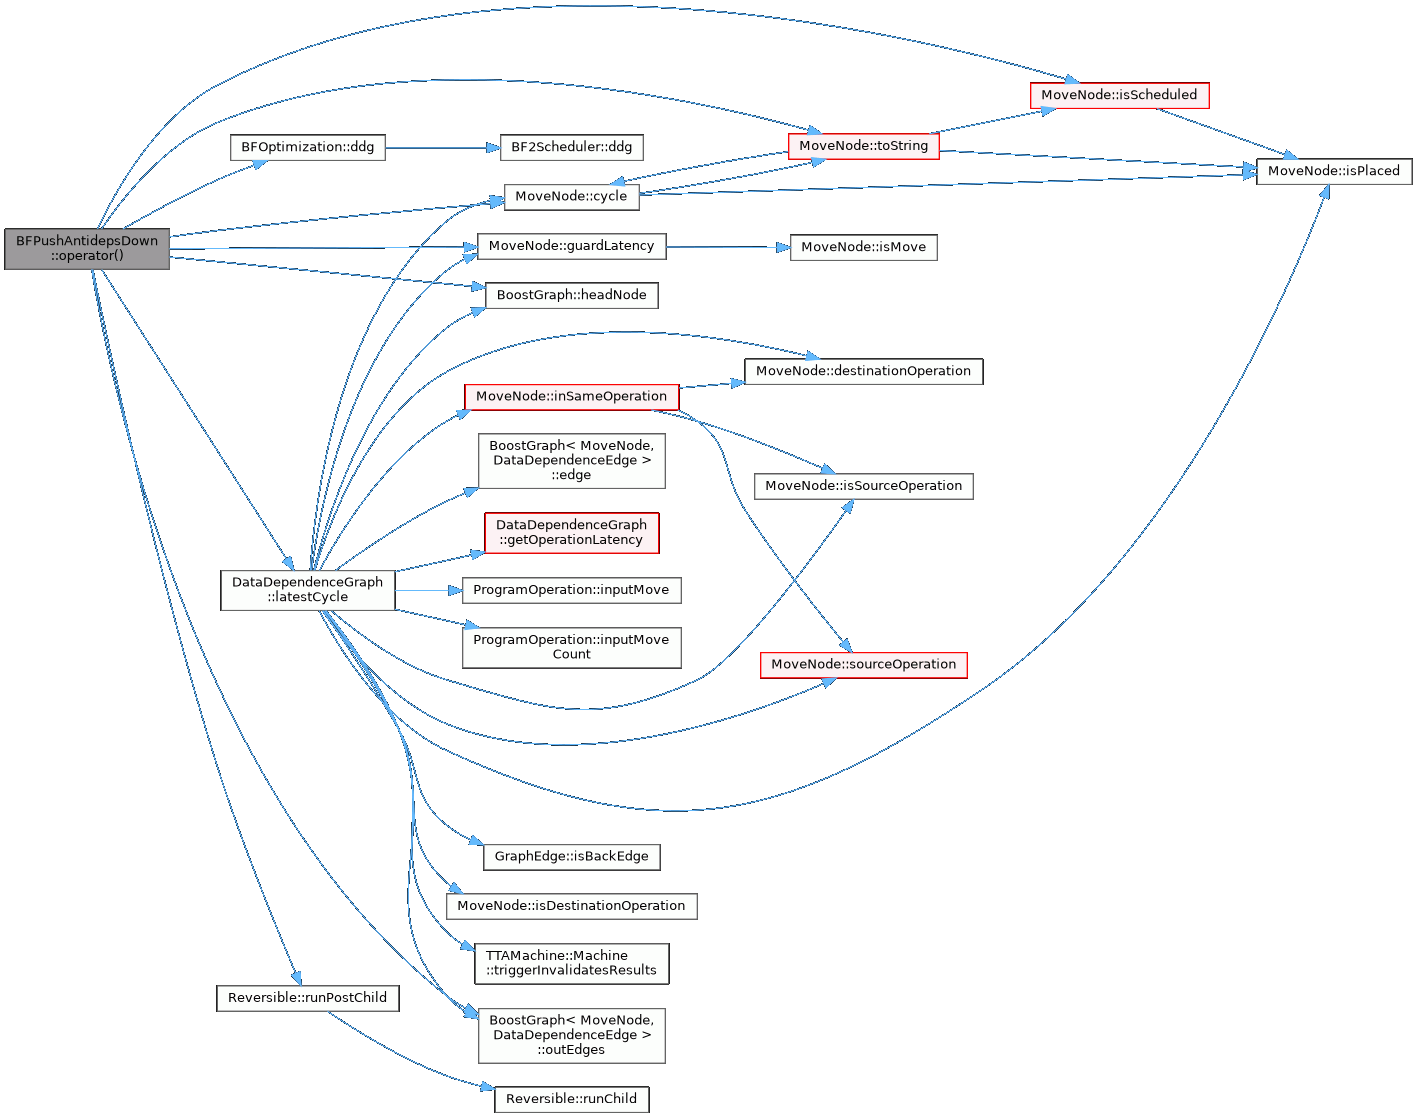 BFPushAntidepsDown
::operator()
BFOptimization::ddg
BF2Scheduler::ddg
MoveNode::cycle
MoveNode::toString
MoveNode::isScheduled
MoveNode::isPlaced
MoveNode::guardLatency
MoveNode::isMove
BoostGraph::headNode
MoveNode::destinationOperation
MoveNode::inSameOperation
BoostGraph< MoveNode,
DataDependenceEdge >
::edge
MoveNode::isSourceOperation
DataDependenceGraph
::getOperationLatency
DataDependenceGraph
::latestCycle
ProgramOperation::inputMove
ProgramOperation::inputMove
Count
MoveNode::sourceOperation
GraphEdge::isBackEdge
MoveNode::isDestinationOperation
TTAMachine::Machine
::triggerInvalidatesResults
Reversible::runPostChild
BoostGraph< MoveNode,
DataDependenceEdge >
::outEdges
Reversible::runChild